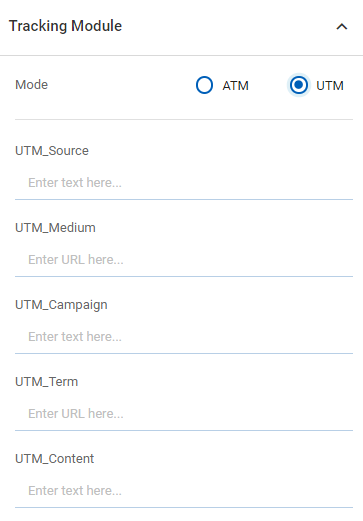 Tracking Module
Mode ATM UTM
UTM_Source
Enter text here...
UTM_Medium
Enter URL here...
UTM_Campaign
Enter text here...
UTM_Term
Enter URL here...
UTM_Content
Enter text here...